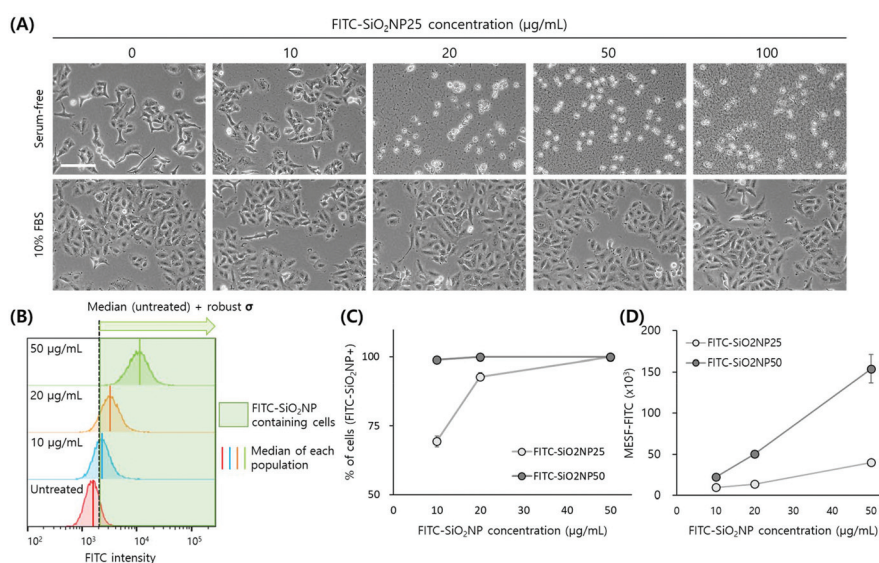 (A)
FITC-SiO₂NP25 concentration (μg/mL)
0 10 20 50 100
Serum-free
10% FBS
(B)
Median (untreated) + robust σ
50 μg/mL
20 μg/mL
10 μg/mL
Untreated
10² 10³ 10⁴ 10⁵
FITC intensity
FITC-SiO₂NP
containing cells
Median of each
population
(C)
% of cells (FITC-SiO₂NP+)
100
75
50
FITC-SiO2NP25
FITC-SiO2NP50
0 10 20 30 40 50
FITC-SiO₂NP concentration (μg/mL)
(D)
MESF-FITC (x10³)
200
150
100
50
0
FITC-SiO2NP25
FITC-SiO2NP50
0 10 20 30 40 50
FITC-SiO₂NP concentration (μg/mL)